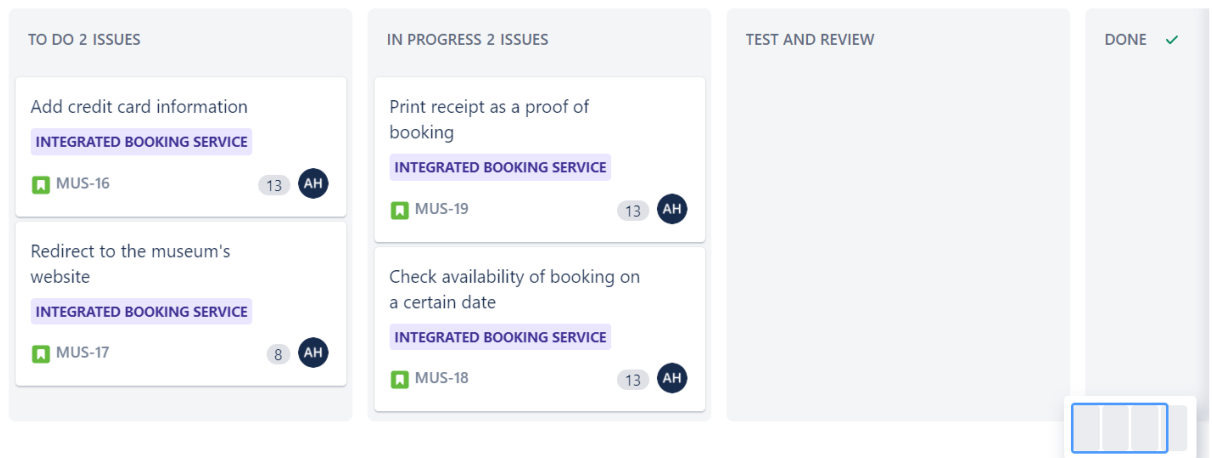 TO DO 2 ISSUES
Add credit card information
INTEGRATED BOOKING SERVICE
MUS-16
13
AH
Redirect to the museum's
website
INTEGRATED BOOKING SERVICE
MUS-17
8
AH
IN PROGRESS 2 ISSUES
Print receipt as a proof of
booking
INTEGRATED BOOKING SERVICE
MUS-19
13
AH
Check availability of booking on
a certain date
INTEGRATED BOOKING SERVICE
MUS-18
13
AH
TEST AND REVIEW
DONE